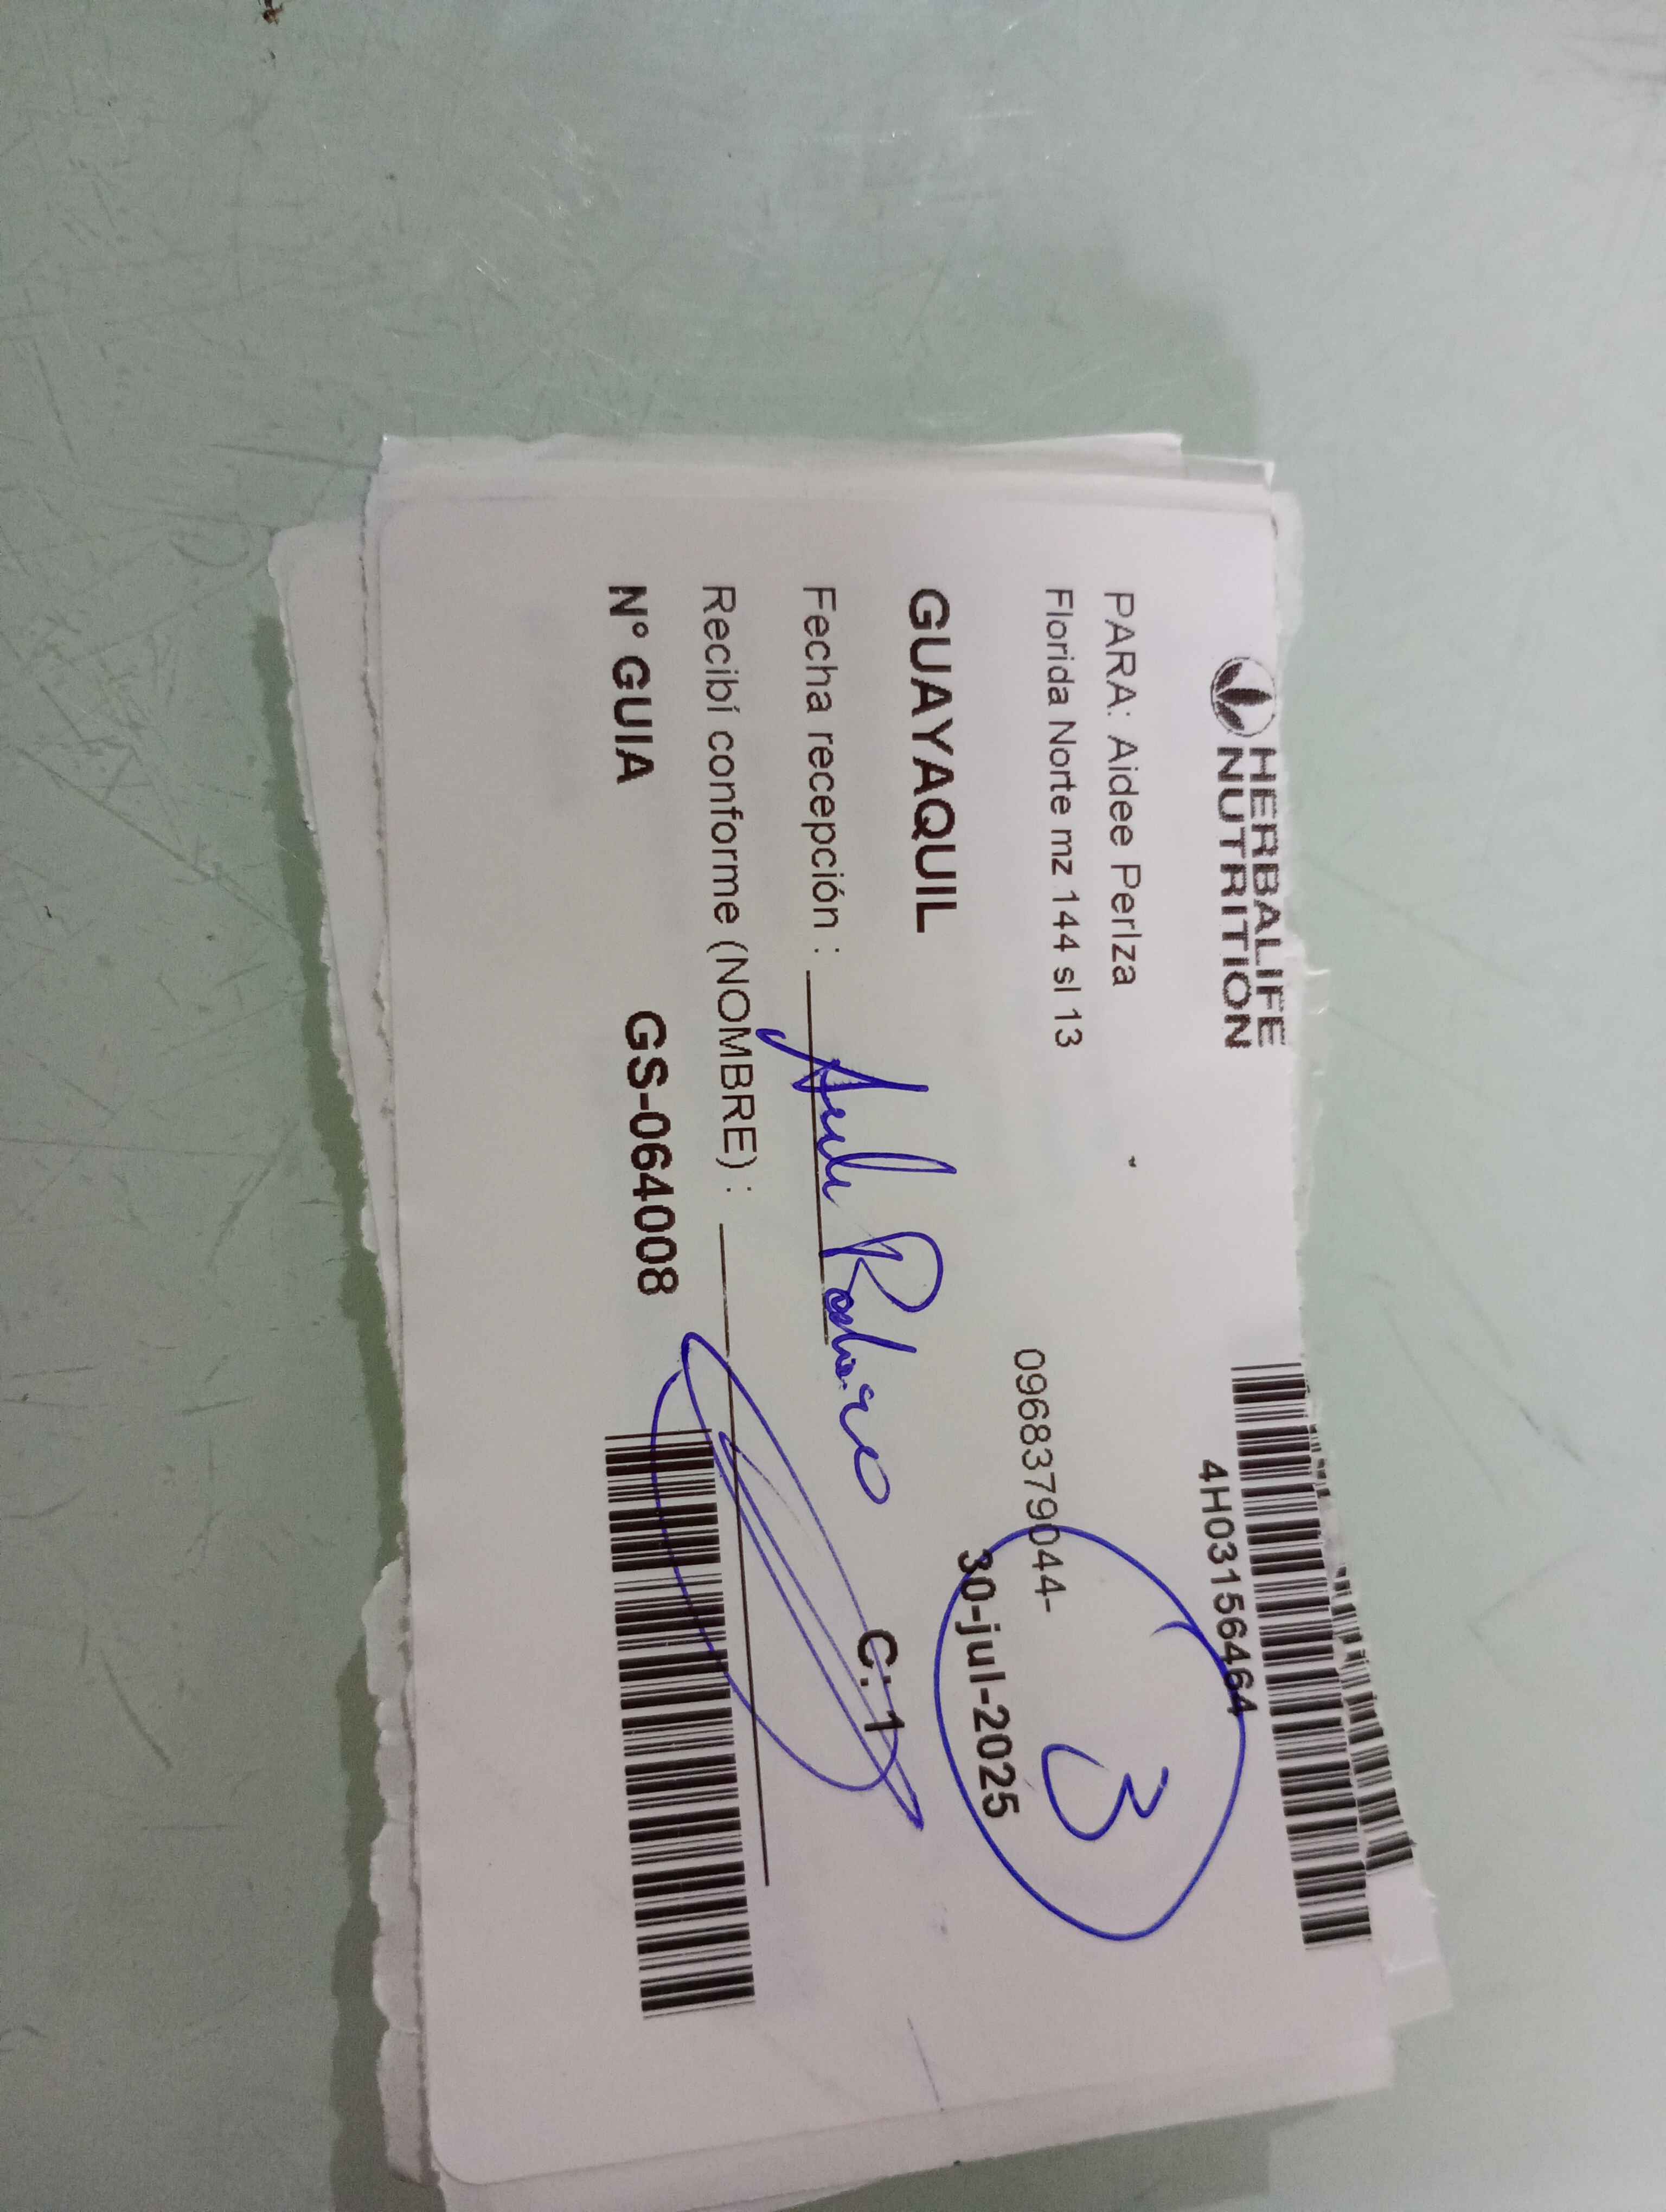 HERBALIFE
NUTRITION
4H03156464
PARA: Aidee Perlza
Florida Norte mz 144 sl 13
0968379044-
3
GUAYAQUIL
30-jul-2025
Fecha recepción :
C: 1
Recibí conforme (NOMBRE) :
N° GUIA GS-064008